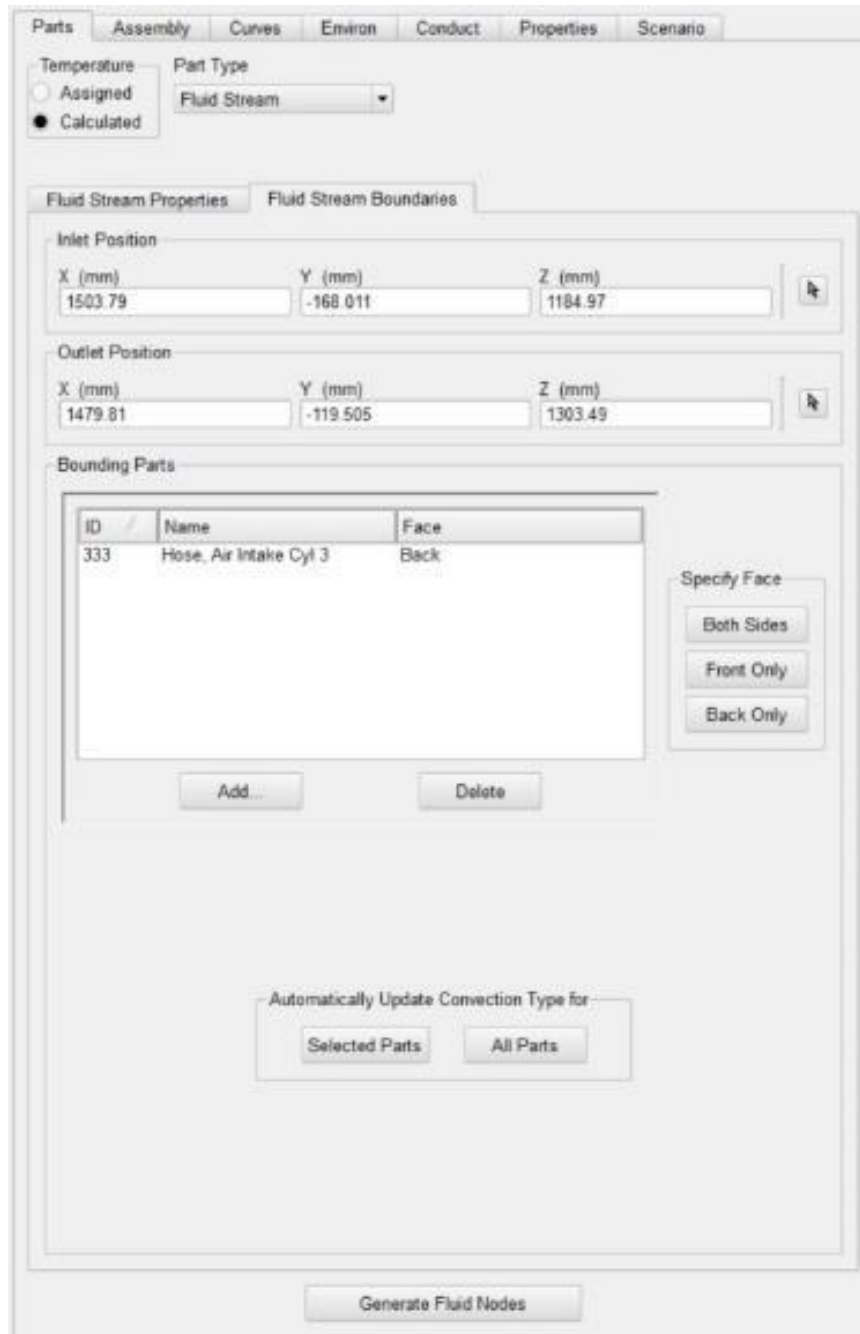 Parts Assembly Curves Environ Conduct Properties Scenario
Temperature Part Type
Assigned Fluid Stream
Calculated
Fluid Stream Properties Fluid Stream Boundaries
Inlet Position
X (mm) Y (mm) Z (mm)
1503.79 -168.011 1184.97
Outlet Position
X (mm) Y (mm) Z (mm)
1479.81 -119.505 1303.49
Bounding Parts
ID Name Face
333 Hose, Air Intake Cyl 3 Back
Specify Face
Both Sides
Front Only
Back Only
Add... Delete
Automatically Update Convection Type for
Selected Parts All Parts
Generate Fluid Nodes